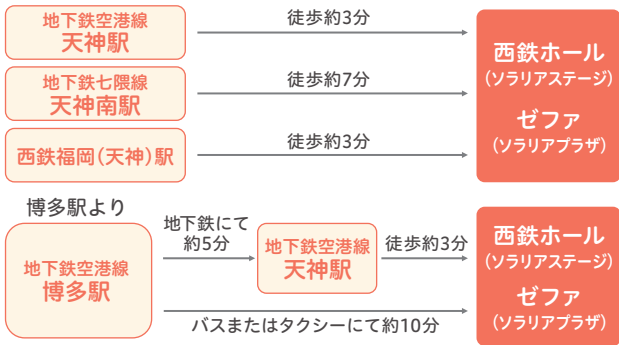 地下鉄空港線
天神駅
徒歩約3分
地下鉄七隈線
天神南駅
徒歩約7分
西鉄福岡(天神)駅
徒歩約3分
西鉄ホール
(ソラリアステージ)
ゼファ
(ソラリアプラザ)
博多駅より
地下鉄空港線
博多駅
地下鉄にて
約5分
地下鉄空港線
天神駅
徒歩約3分
バスまたはタクシーにて約10分
西鉄ホール
(ソラリアステージ)
ゼファ
(ソラリアプラザ)